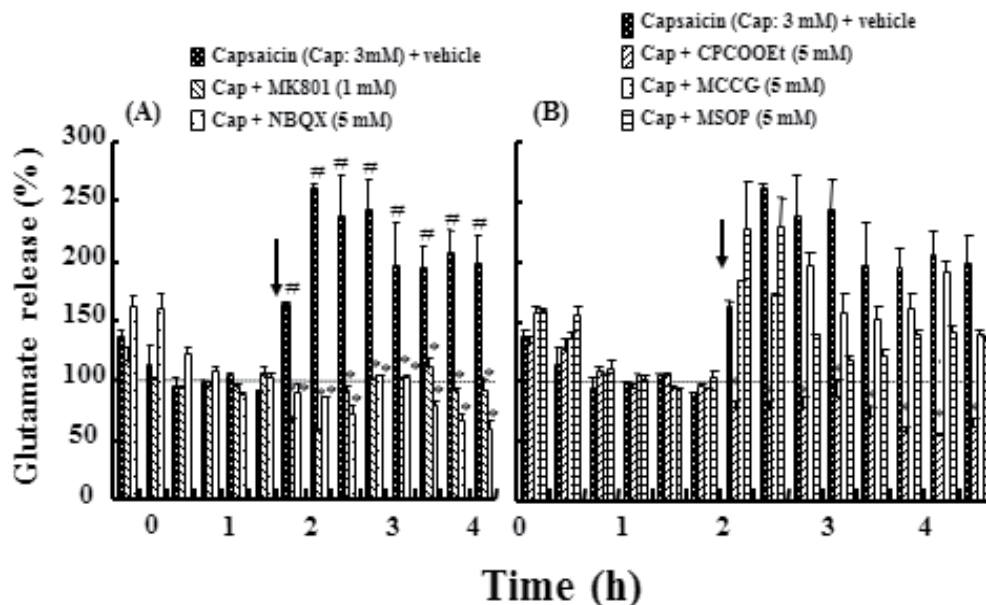 Capsaicin (Cap: 3mM) + vehicle
Cap + MK801 (1 mM)
Cap + NBQX (5 mM)
(A)
Capsaicin (Cap: 3 mM) + vehicle
Cap + CPCOOEt (5 mM)
Cap + MCCG (5 mM)
Cap + MSOP (5 mM)
(B)
Glutamate release (%)
300
250
200
150
100
50
0
# # # # # # # #
0 1 2 3 4
0 1 2 3 4
Time (h)